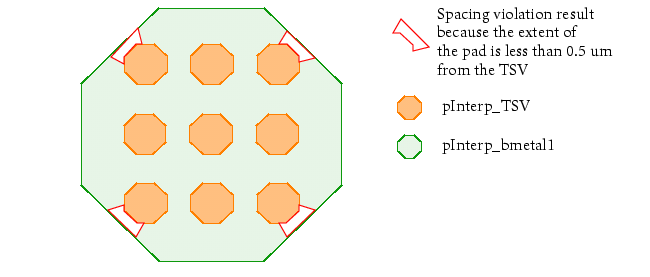 Spacing violation result
because the extent of
the pad is less than 0.5 um
from the TSV
pInterp_TSV
pInterp_bmetal1